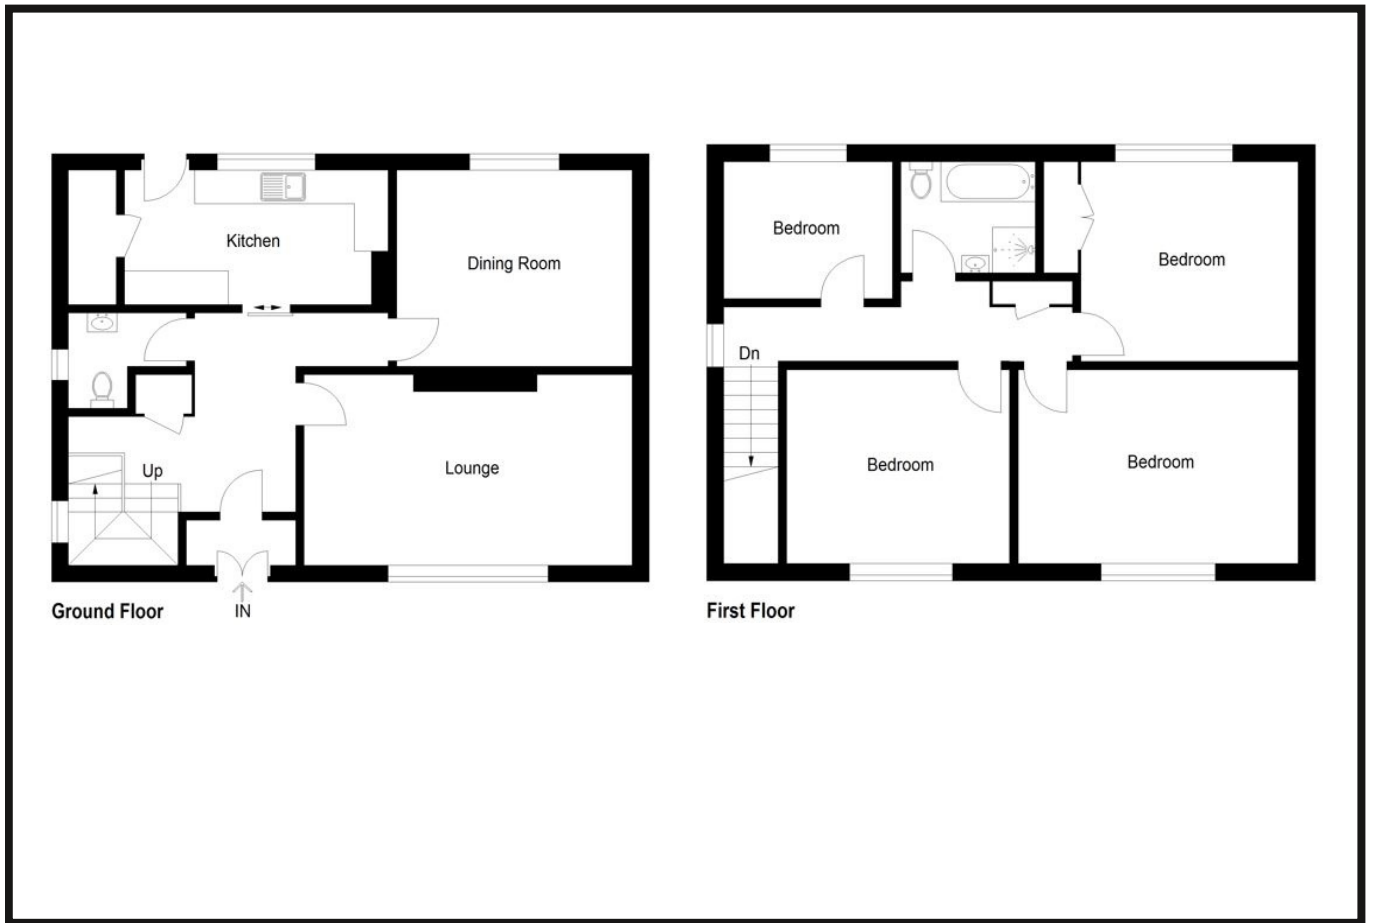 Kitchen
Dining Room
Up
Lounge
Ground Floor
IN
Bedroom
Bedroom
Dn
Bedroom
Bedroom
First Floor